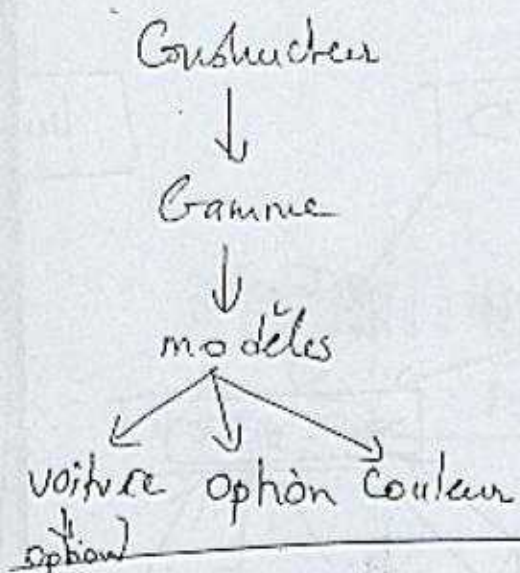 Constructeur
Gamme
modèles
voiture option Couleur
option